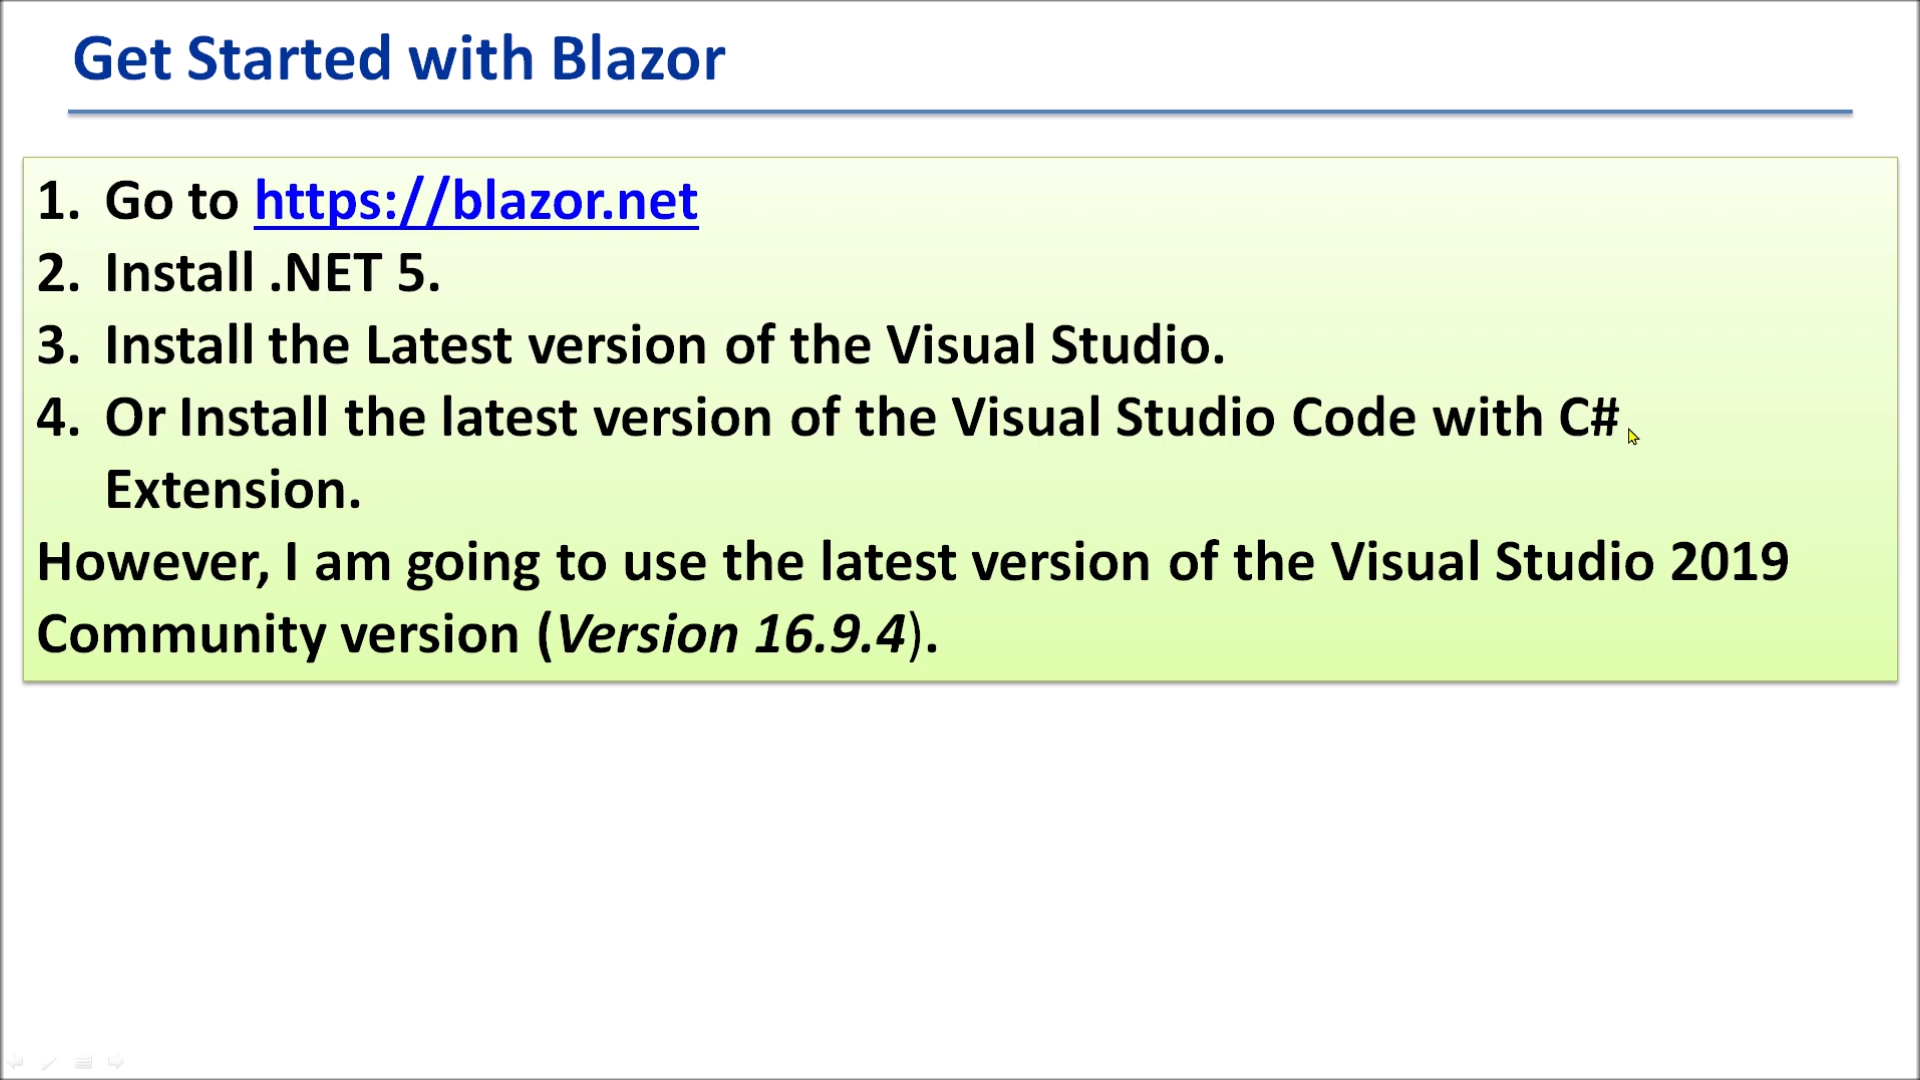 Get Started with Blazor
1. Go to https://blazor.net
2. Install .NET 5.
3. Install the Latest version of the Visual Studio.
4. Or Install the latest version of the Visual Studio Code with C#
Extension.
However, I am going to use the latest version of the Visual Studio 2019
Community version (Version 16.9.4).